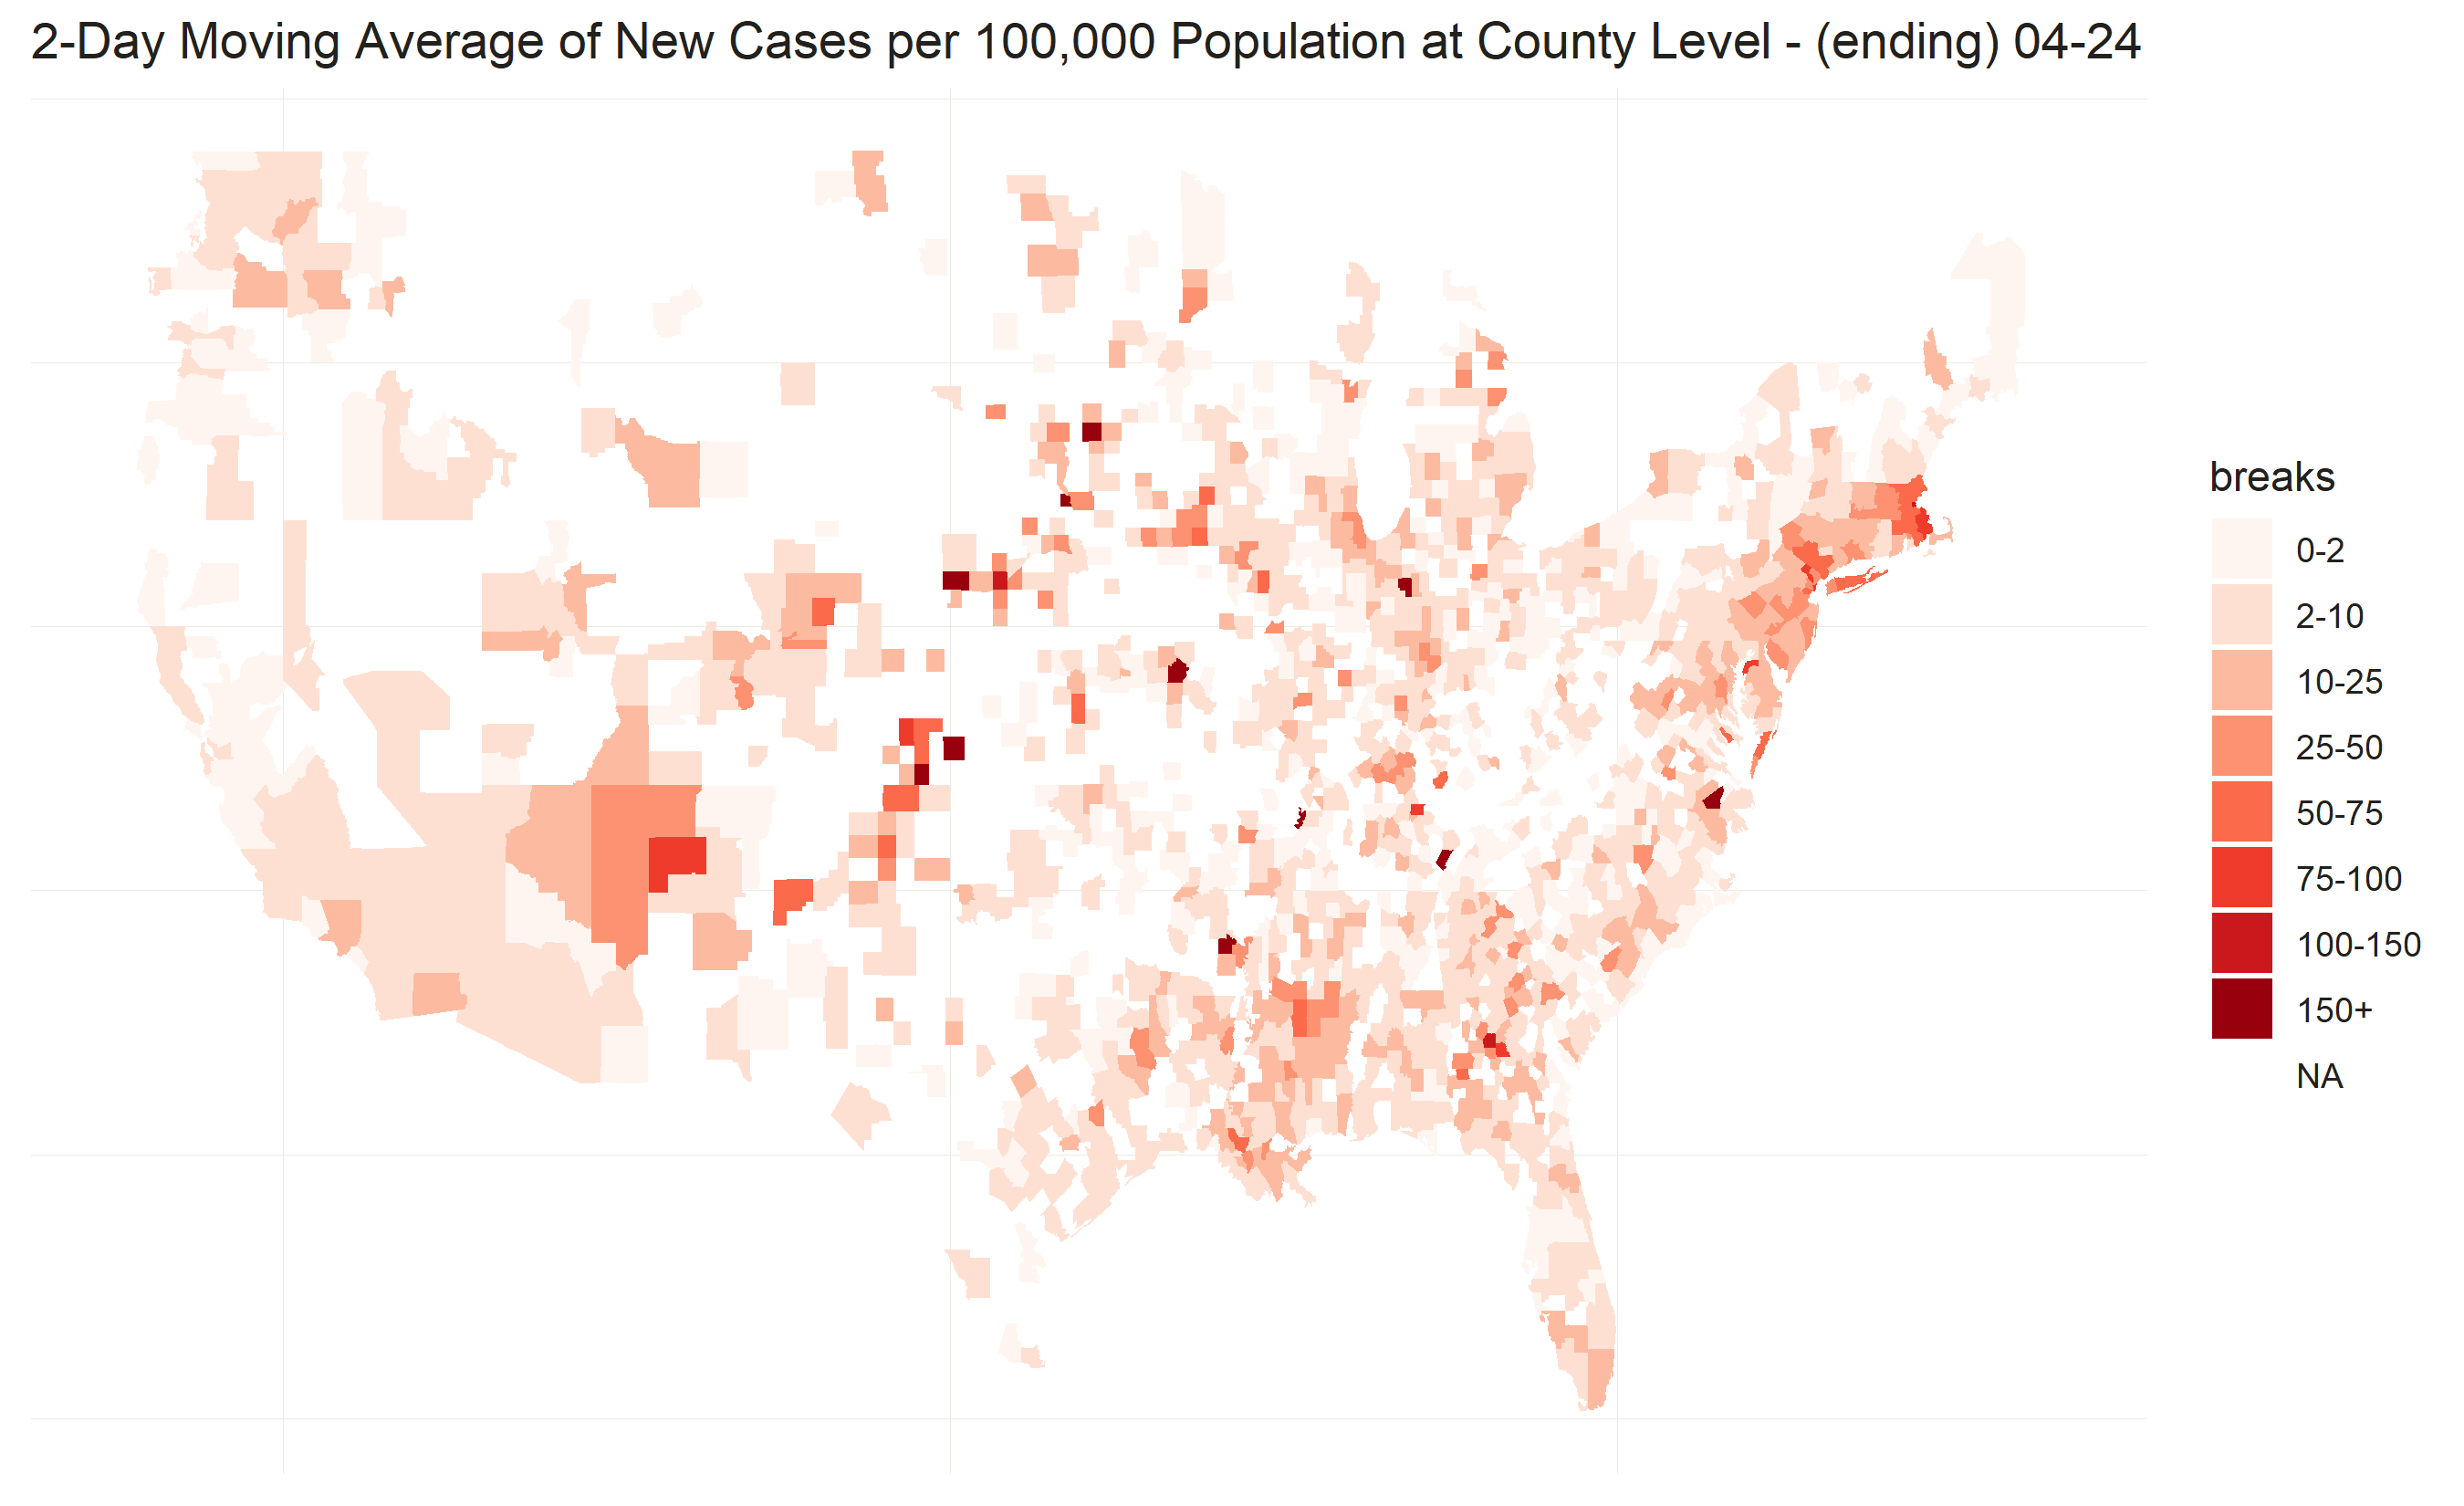 2-Day Moving Average of New Cases per 100,000 Population at County Level - (ending) 04-24
breaks
0-2
2-10
10-25
25-50
50-75
75-100
100-150
150+
NA